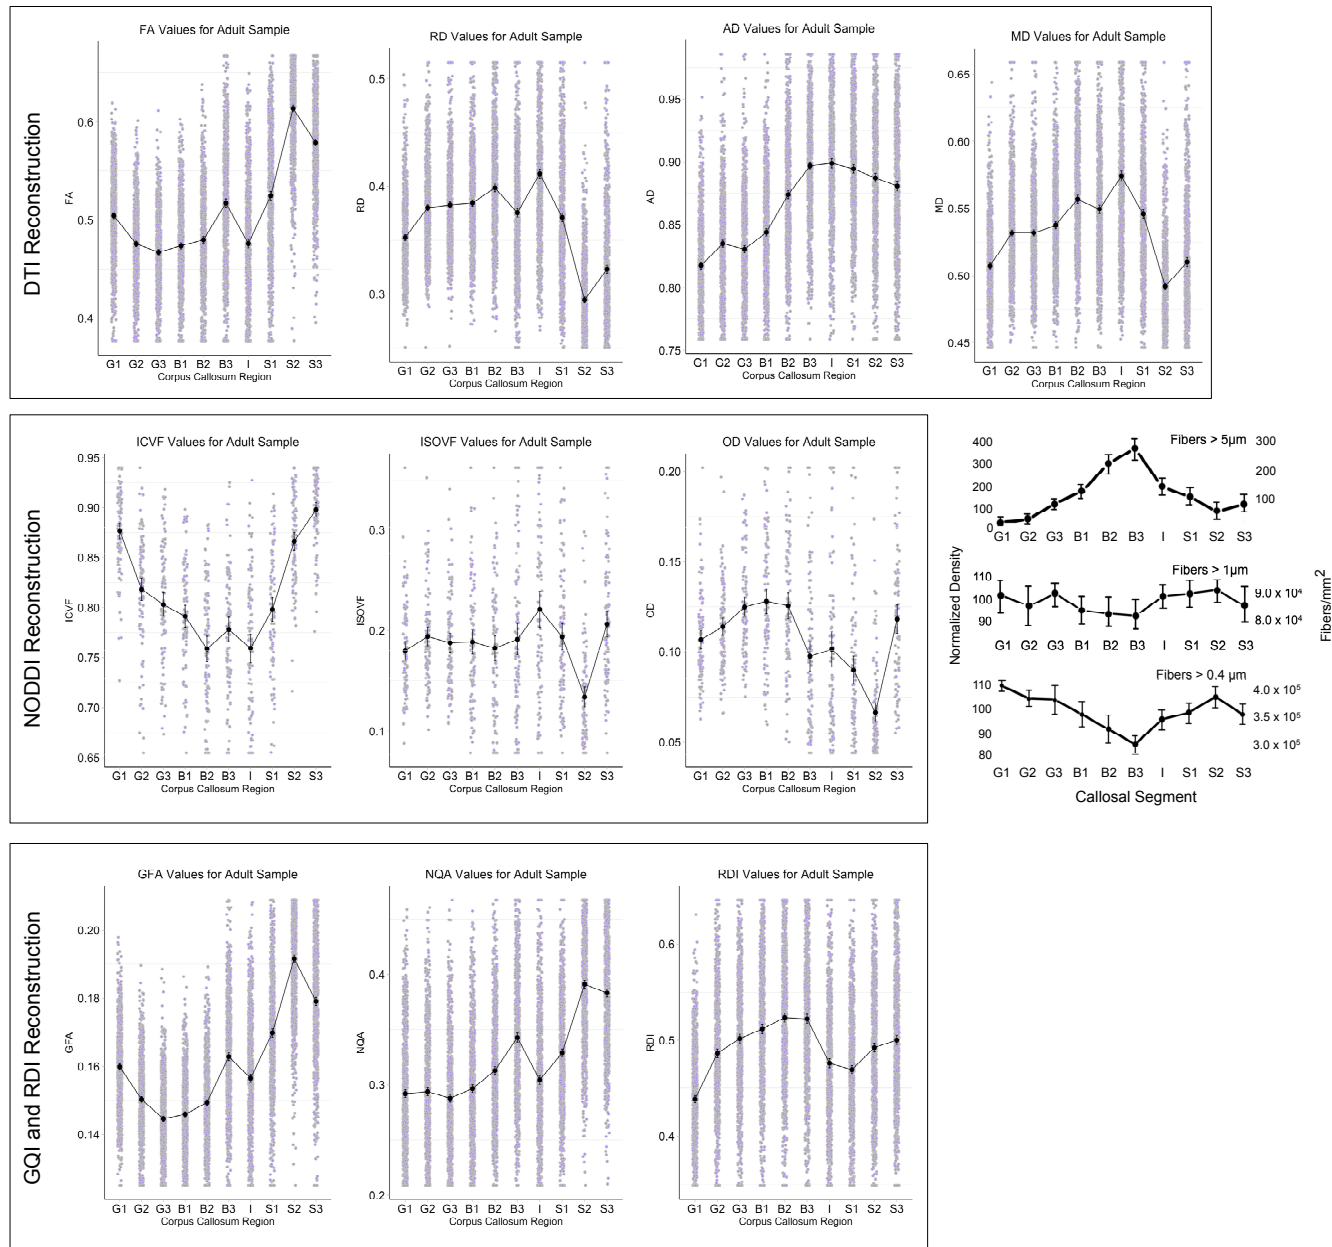 DTI Reconstruction
FA Values for Adult Sample
FA
0.6
0.5
0.4
G1 G2 G3 B1 B2 B3 I S1 S2 S3
Corpus Callosum Region
RD Values for Adult Sample
RD
0.5
0.4
0.3
G1 G2 G3 B1 B2 B3 I S1 S2 S3
Corpus Callosum Region
AD Values for Adult Sample
AD
0.95
0.90
0.85
0.80
0.75
G1 G2 G3 B1 B2 B3 I S1 S2 S3
Corpus Callosum Region
MD Values for Adult Sample
MD
0.65
0.60
0.55
0.50
0.45
G1 G2 G3 B1 B2 B3 I S1 S2 S3
Corpus Callosum Region
NODDI Reconstruction
ICVF Values for Adult Sample
ICVF
0.95
0.90
0.85
0.80
0.75
0.70
0.65
G1 G2 G3 B1 B2 B3 I S1 S2 S3
Corpus Callosum Region
ISOVF Values for Adult Sample
ISOVF
0.3
0.2
0.1
G1 G2 G3 B1 B2 B3 I S1 S2 S3
Corpus Callosum Region
OD Values for Adult Sample
OD
0.20
0.15
0.10
0.05
G1 G2 G3 B1 B2 B3 I S1 S2 S3
Corpus Callosum Region
Normalized Density
Fibers/mm²
Fibers > 5μm
400
300
200
100
0
300
200
100
G1 G2 G3 B1 B2 B3 I S1 S2 S3
Fibers > 1μm
110
100
90
9.0 x 10⁴
8.0 x 10⁴
G1 G2 G3 B1 B2 B3 I S1 S2 S3
Fibers > 0.4 μm
110
100
90
80
4.0 x 10⁵
3.5 x 10⁵
3.0 x 10⁵
G1 G2 G3 B1 B2 B3 I S1 S2 S3
Callosal Segment
GQI and RDI Reconstruction
GFA Values for Adult Sample
GFA
0.20
0.18
0.16
0.14
G1 G2 G3 B1 B2 B3 I S1 S2 S3
Corpus Callosum Region
NQA Values for Adult Sample
NQA
0.4
0.3
0.2
G1 G2 G3 B1 B2 B3 I S1 S2 S3
Corpus Callosum Region
RDI Values for Adult Sample
RDI
0.6
0.5
0.4
G1 G2 G3 B1 B2 B3 I S1 S2 S3
Corpus Callosum Region